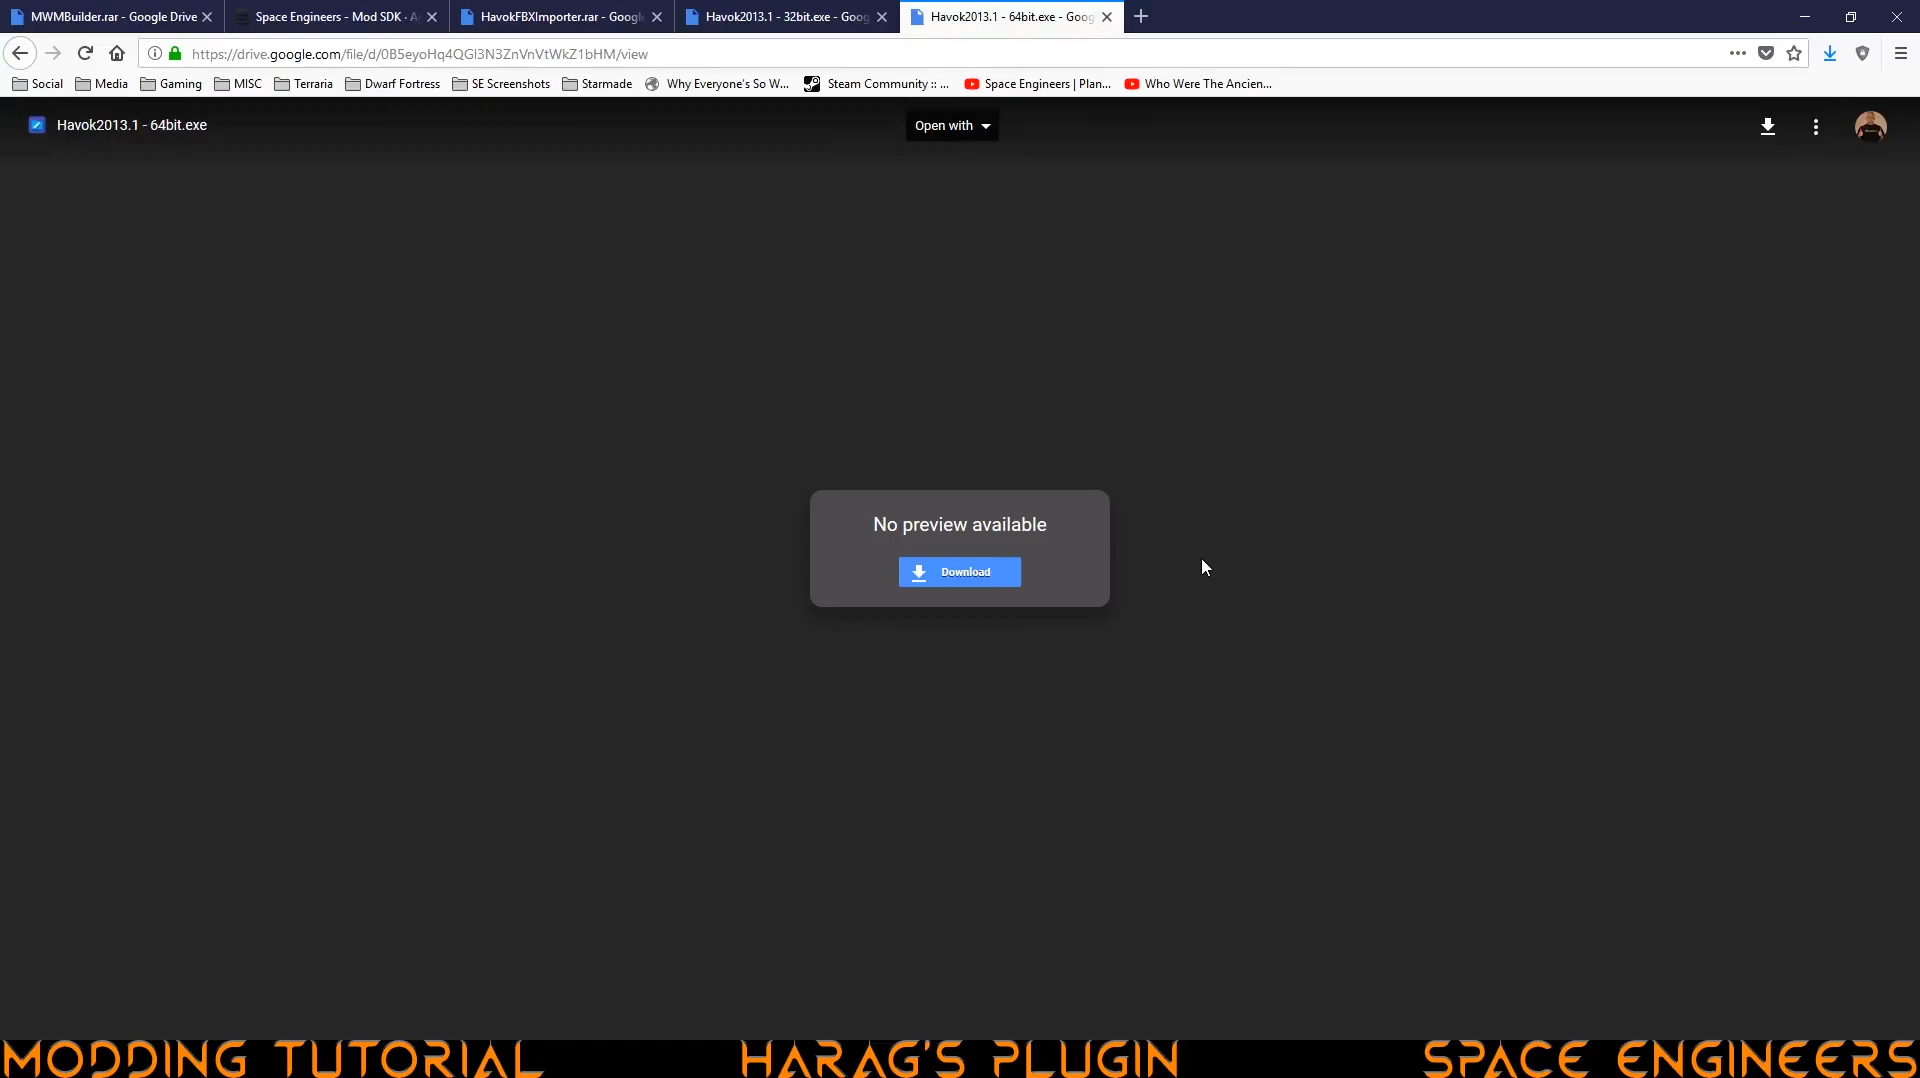 MWMBuilder.rar - Google Drive
Space Engineers - Mod SDK · A
HavokFBXImporter.rar - Google
Havok2013.1 - 32bit.exe - Goog
Havok2013.1 - 64bit.exe - Goog
https://drive.google.com/file/d/0B5eyoHq4QGl3N3ZnVnVtWkZ1bHM/view
Social
Media
Gaming
MISC
Terraria
Dwarf Fortress
SE Screenshots
Starmade
Why Everyone's So W...
Steam Community :: ...
Space Engineers | Plan...
Who Were The Ancien...
Havok2013.1 - 64bit.exe
Open with
No preview available
Download
MODDING TUTORIAL
HARAG'S PLUGIN
SPACE ENGINEERS